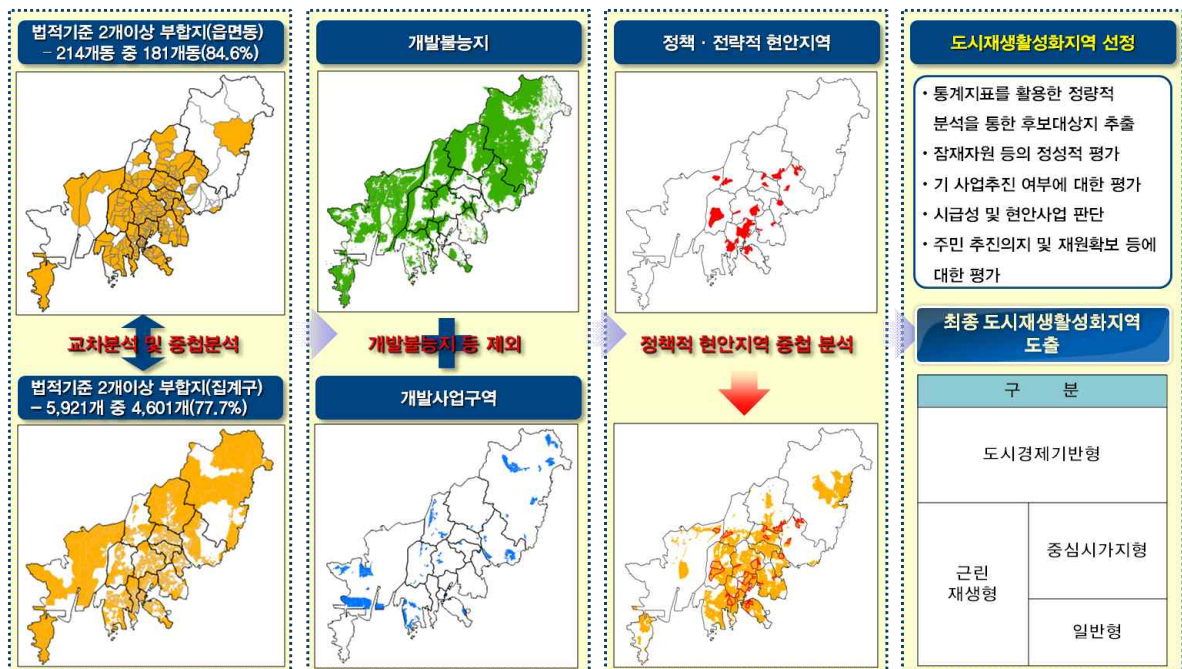 법적기준 2개이상 부합지(읍면동)
- 214개동 중 181개동(84.6%)
교차분석 및 중첩분석
법적기준 2개이상 부합지(집계구)
- 5,921개 중 4,601개(77.7%)
개발불능지
개발불능지 등 제외
개발사업구역
정책·전략적 현안지역
정책적 현안지역 중첩 분석
도시재생활성화지역 선정
• 통계지표를 활용한 정량적
분석을 통한 후보대상지 추출
• 잠재자원 등의 정성적 평가
• 기 사업추진 여부에 대한 평가
• 시급성 및 현안사업 판단
• 주민 추진의지 및 재원확보 등에
대한 평가
최종 도시재생활성화지역
도출
구 분
도시경제기반형
근린
재생형
중심시가지형
일반형